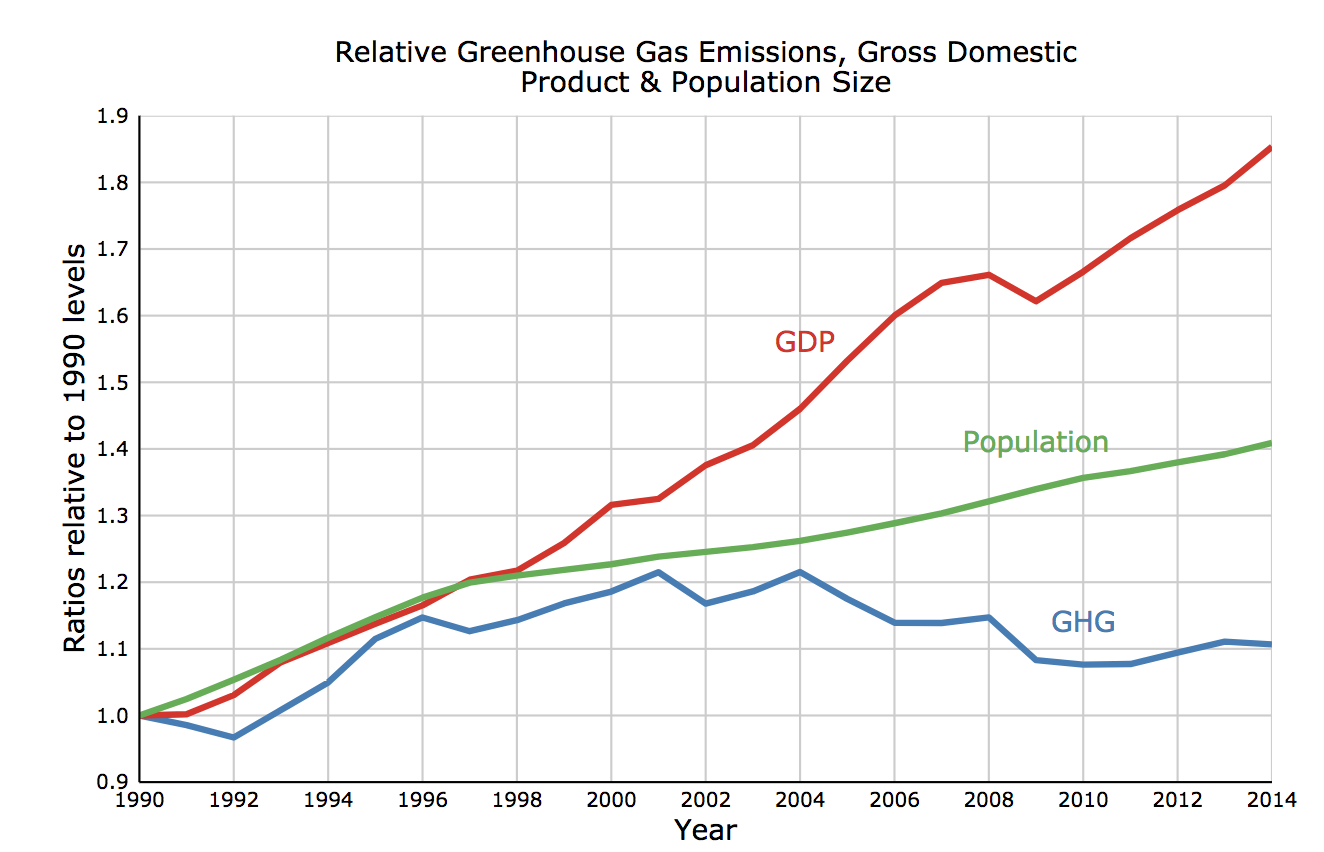 Relative Greenhouse Gas Emissions, Gross Domestic
Product & Population Size
Ratios relative to 1990 levels
1.9
1.8
1.7
1.6
1.5
1.4
1.3
1.2
1.1
1.0
0.9
GDP
Population
GHG
1990 1992 1994 1996 1998 2000 2002 2004 2006 2008 2010 2012 2014
Year